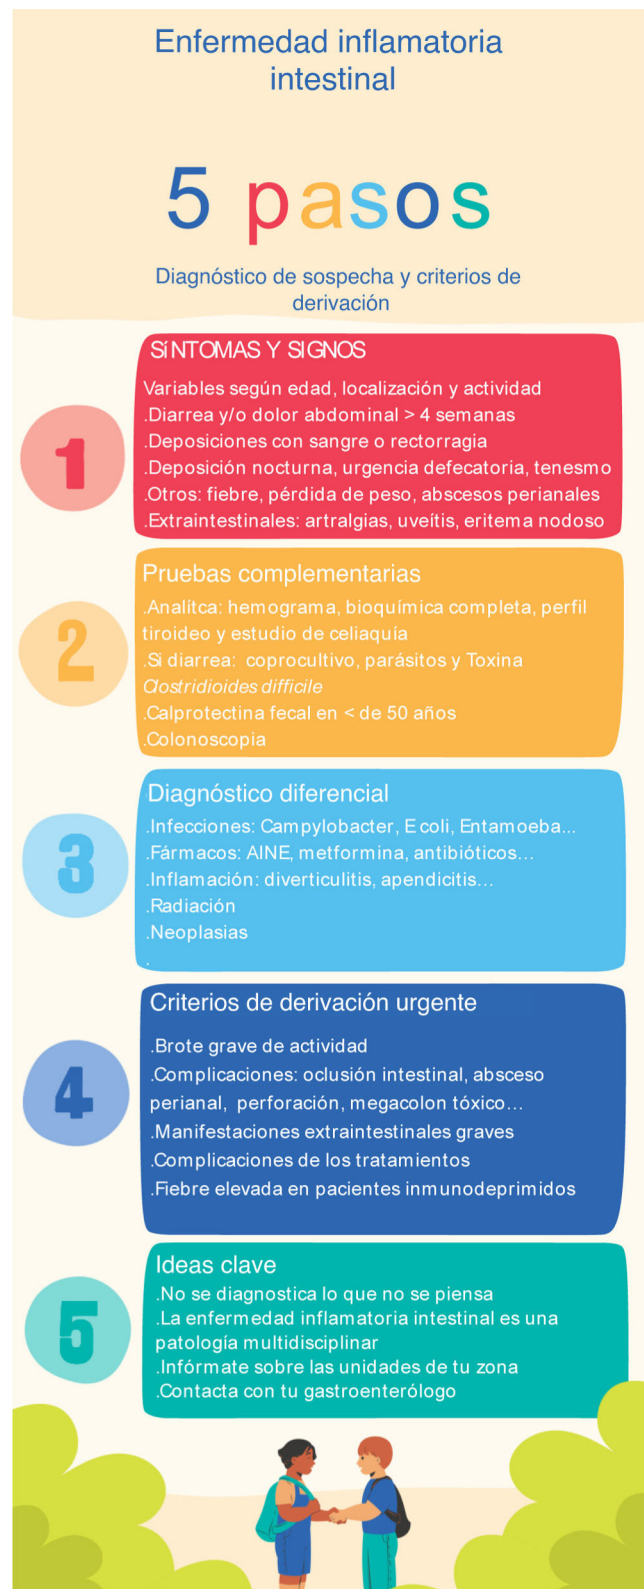 Enfermedad inflamatoria
intestinal
5 pasos
Diagnóstico de sospecha y criterios de
derivación
1
SíNTOMAS Y SIGNOS
Variables según edad, localización y actividad
.Diarrea y/o dolor abdominal > 4 semanas
.Deposiciones con sangre o rectorragia
.Deposición nocturna, urgencia defecatoria, tenesmo
.Otros: fiebre, pérdida de peso, abscesos perianales
.Extraintestinales: artralgias, uveítis, eritema nodoso
2
Pruebas complementarias
.Analítca: hemograma, bioquímica completa, perfil
tiroideo y estudio de celiaquía
.Si diarrea: coprocultivo, parásitos y Toxina
Clostridioides difficile
.Calprotectina fecal en < de 50 años
.Colonoscopia
3
Diagnóstico diferencial
.Infecciones: Campylobacter, E coli, Entamoeba...
.Fármacos: AINE, metformina, antibióticos...
.Inflamación: diverticulitis, apendicitis...
.Radiación
.Neoplasias
.
4
Criterios de derivación urgente
.Brote grave de actividad
.Complicaciones: oclusión intestinal, absceso
perianal, perforación, megacolon tóxico...
.Manifestaciones extraintestinales graves
.Complicaciones de los tratamientos
.Fiebre elevada en pacientes inmunodeprimidos
5
Ideas clave
.No se diagnostica lo que no se piensa
.La enfermedad inflamatoria intestinal es una
patología multidisciplinar
.Infórmate sobre las unidades de tu zona
.Contacta con tu gastroenterólogo